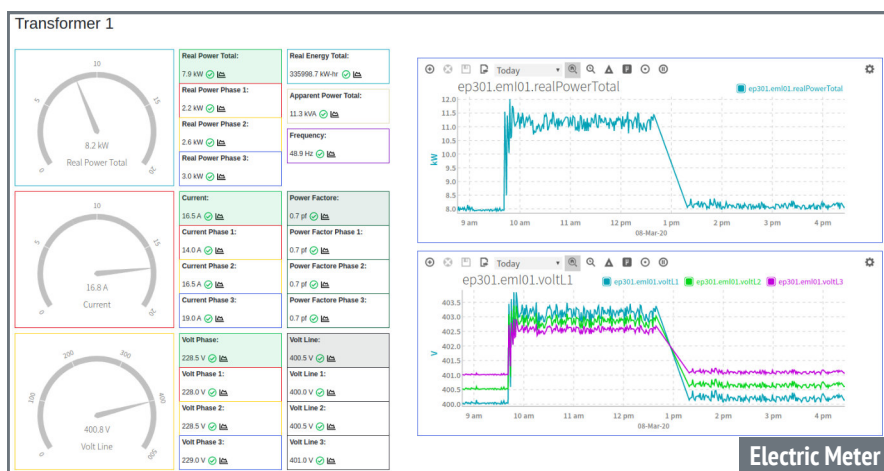 Transformer 1
0
5
10
15
20
8.2 kW
Real Power Total
Real Power Total:
7.9 kW
Real Power Phase 1:
2.2 kW
Real Power Phase 2:
2.6 kW
Real Power Phase 3:
3.0 kW
Real Energy Total:
335998.7 kW-hr
Apparent Power Total:
11.3 kVA
Frequency:
48.9 Hz
0
5
10
15
20
16.8 A
Current
Current:
16.5 A
Current Phase 1:
14.0 A
Current Phase 2:
16.5 A
Current Phase 3:
19.0 A
Power Factore:
0.7 pf
Power Factor Phase 1:
0.7 pf
Power Factore Phase 2:
0.7 pf
Power Factore Phase 3:
0.7 pf
0
100
200
300
400
500
400.8 V
Volt Line
Volt Phase:
228.5 V
Volt Phase 1:
228.0 V
Volt Phase 2:
228.5 V
Volt Phase 3:
229.0 V
Volt Line:
400.5 V
Volt Line 1:
400.0 V
Volt Line 2:
400.5 V
Volt Line 3:
401.0 V
Today
F
ep301.eml01.realPowerTotal
ep301.eml01.realPowerTotal
12.0
11.5
11.0
10.5
10.0
9.5
9.0
8.5
8.0
kW
9 am 10 am 11 am 12 pm 1 pm 2 pm 3 pm 4 pm
08-Mar-20
Today
F
ep301.eml01.voltL1
ep301.eml01.voltL1 ep301.eml01.voltL2 ep301.eml01.voltL3
403.5
403.0
402.5
402.0
401.5
401.0
400.5
400.0
V
9 am 10 am 11 am 12 pm 1 pm 2 pm 3 pm 4 pm
08-Mar-20
Electric Meter